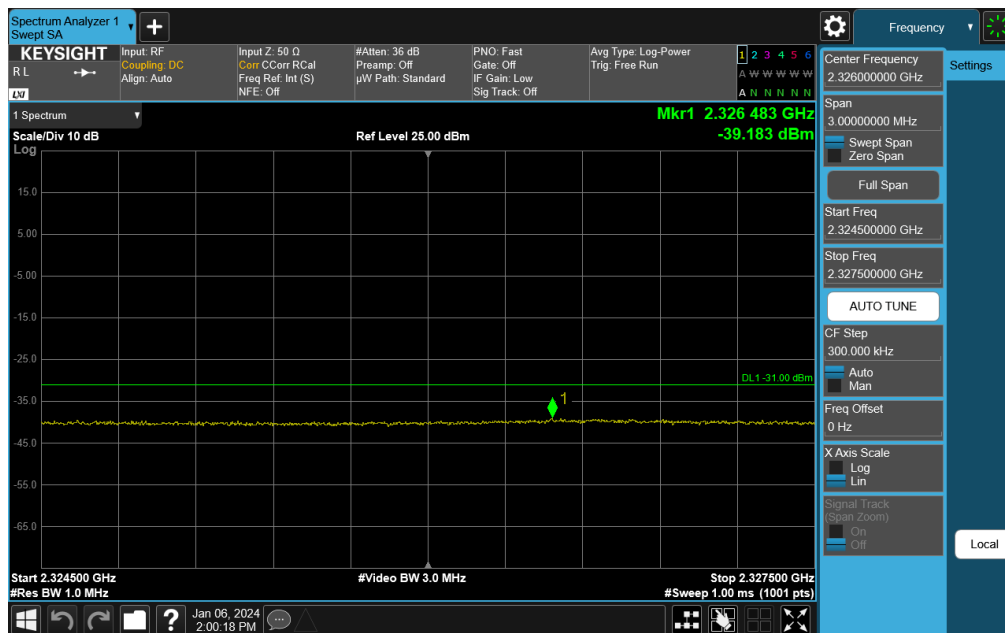 Spectrum Analyzer 1
Swept SA
Frequency
KEYSIGHT
R L
LXI
Input: RF
Coupling: DC
Align: Auto
Input Z: 50 Ω
Corr CCorr RCal
Freq Ref: Int (S)
NFE: Off
#Atten: 36 dB
Preamp: Off
µW Path: Standard
PNO: Fast
Gate: Off
IF Gain: Low
Sig Track: Off
Avg Type: Log-Power
Trig: Free Run
1 2 3 4 5 6
A W W W W W
A N N N N N
1 Spectrum
Scale/Div 10 dB
Log
Ref Level 25.00 dBm
Mkr1 2.326 483 GHz
-39.183 dBm
15.0
5.00
-5.00
-15.0
-25.0
-35.0
-45.0
-55.0
-65.0
DL1 -31.00 dBm
1
Start 2.324500 GHz
#Res BW 1.0 MHz
#Video BW 3.0 MHz
Stop 2.327500 GHz
#Sweep 1.00 ms (1001 pts)
Center Frequency
2.326000000 GHz
Span
3.00000000 MHz
Swept Span
Zero Span
Full Span
Start Freq
2.324500000 GHz
Stop Freq
2.327500000 GHz
AUTO TUNE
CF Step
300.000 kHz
Auto
Man
Freq Offset
0 Hz
X Axis Scale
Log
Lin
Signal Track
(Span Zoom)
On
Off
Settings
Local
?
Jan 06, 2024
2:00:18 PM